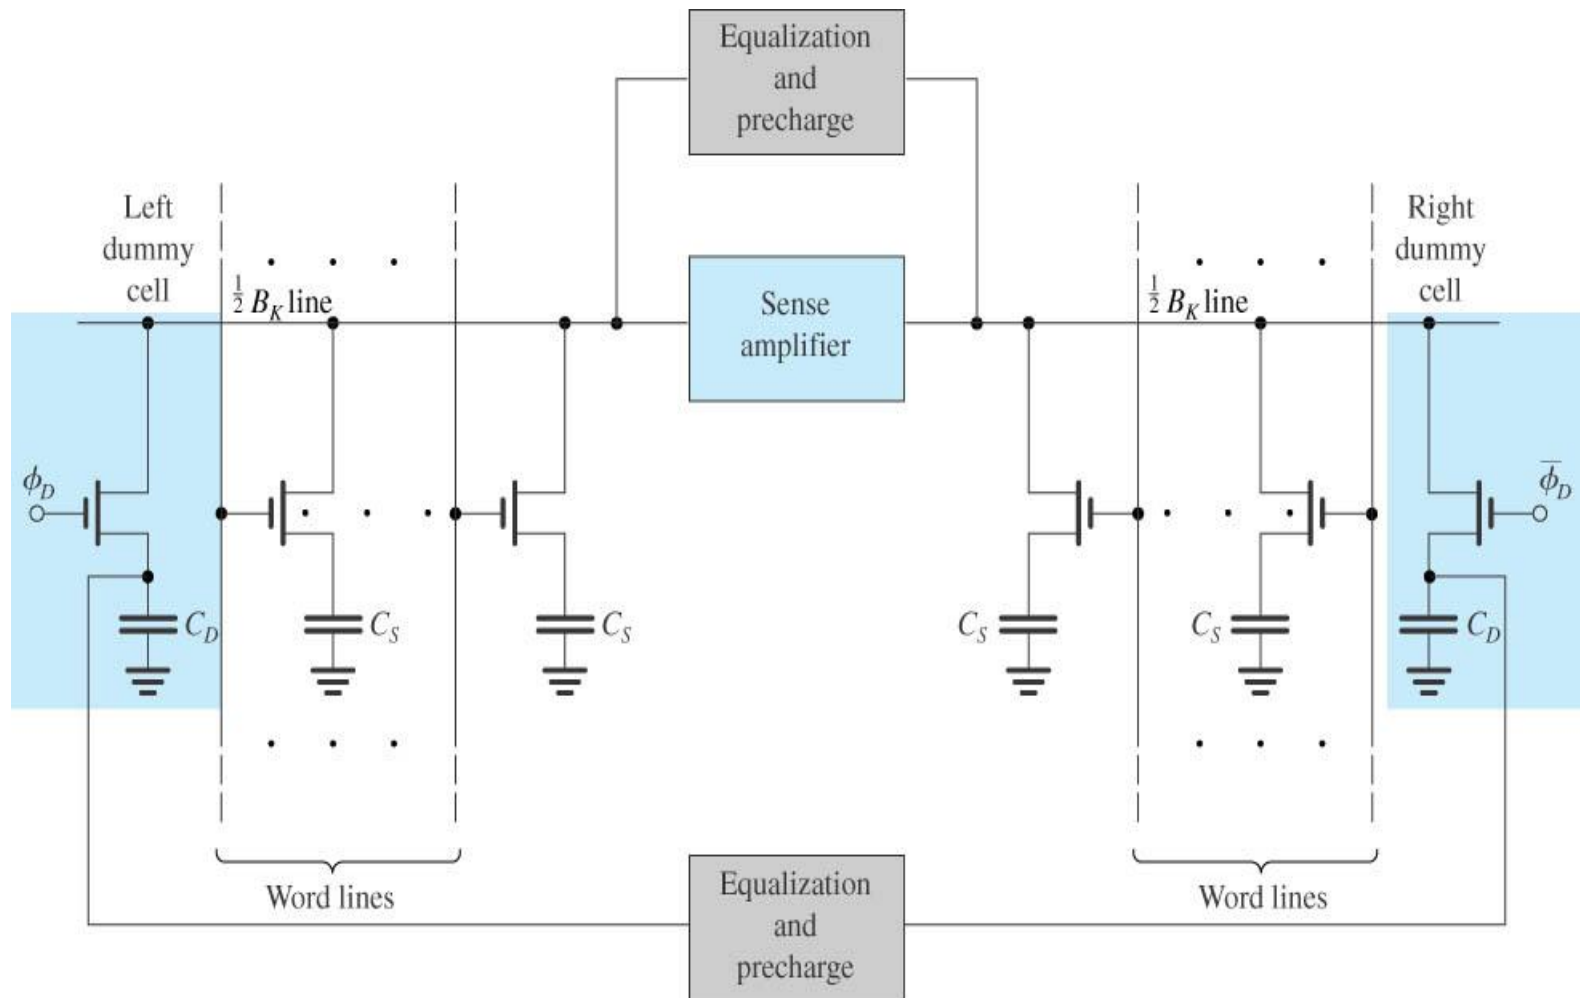 Equalization
and
precharge
Left
dummy
cell
Right
dummy
cell
½ B_K line
Sense
amplifier
½ B_K line
ϕ_D
ϕ̅_D
C_D
C_S
C_S
C_S
C_S
C_D
Word lines
Equalization
and
precharge
Word lines